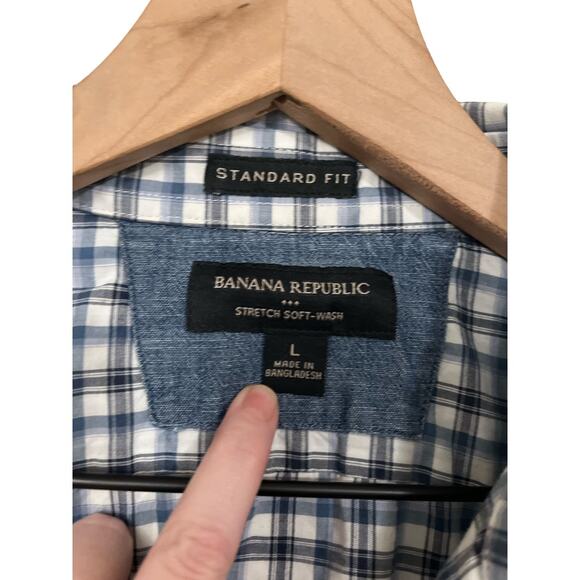 STANDARD FIT
BANANA REPUBLIC
STRETCH SOFT-WASH
L
MADE IN
BANGLADESH